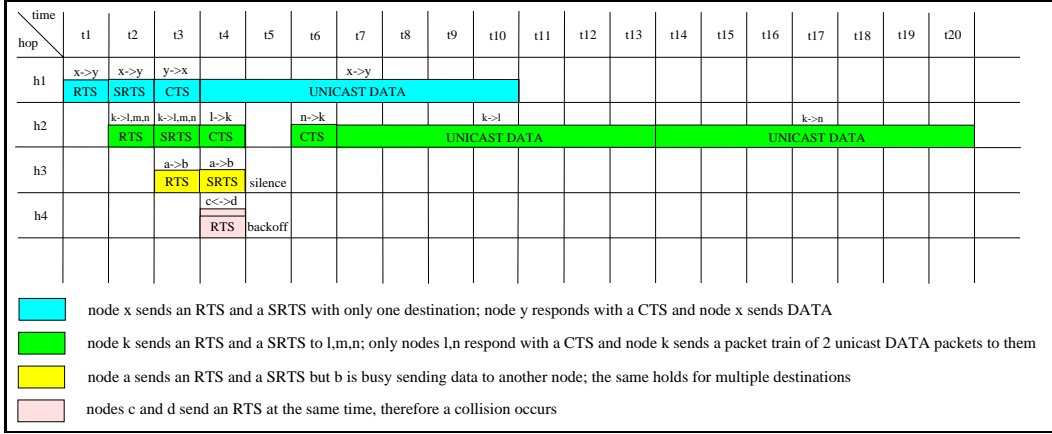 time
hop t1 t2 t3 t4 t5 t6 t7 t8 t9 t10 t11 t12 t13 t14 t15 t16 t17 t18 t19 t20
x->y x->y y->x x->y
h1 RTS SRTS CTS UNICAST DATA
k->l,m,n k->l,m,n l->k n->k k->l k->n
h2 RTS SRTS CTS CTS UNICAST DATA UNICAST DATA
a->b a->b
h3 RTS SRTS silence
c<->d
h4 RTS backoff
node x sends an RTS and a SRTS with only one destination; node y responds with a CTS and node x sends DATA
node k sends an RTS and a SRTS to l,m,n; only nodes l,n respond with a CTS and node k sends a packet train of 2 unicast DATA packets to them
node a sends an RTS and a SRTS but b is busy sending data to another node; the same holds for multiple destinations
nodes c and d send an RTS at the same time, therefore a collision occurs